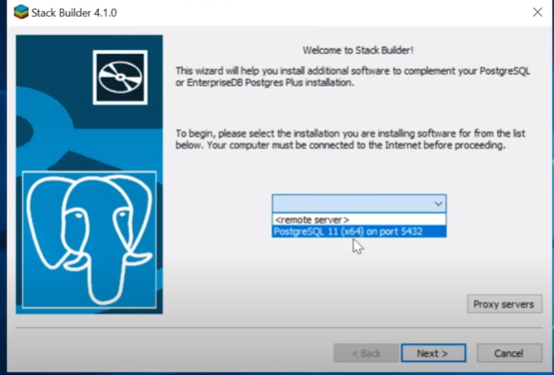 Stack Builder 4.1.0
Welcome to Stack Builder!
This wizard will help you install additional software to complement your PostgreSQL
or EnterpriseDB Postgres Plus installation.
To begin, please select the installation you are installing software for from the list
below. Your computer must be connected to the Internet before proceeding.
<remote server>
PostgreSQL 11 (x64) on port 5432
Proxy servers
< Back
Next >
Cancel